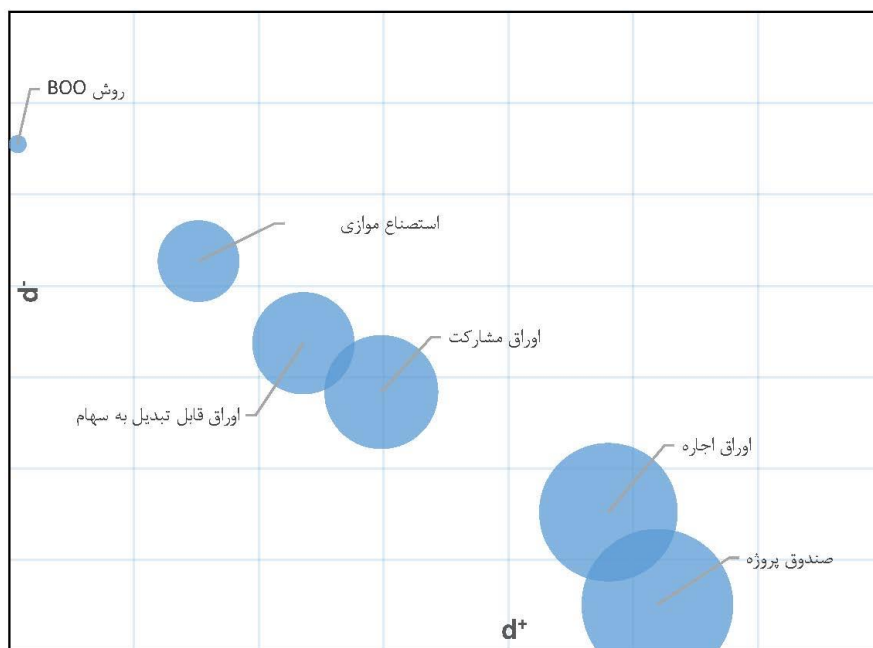 روش BOO
استصناع موازی
d-
اوراق مشارکت
اوراق قابل تبدیل به سهام
اوراق اجاره
صندوق پروژه
d+